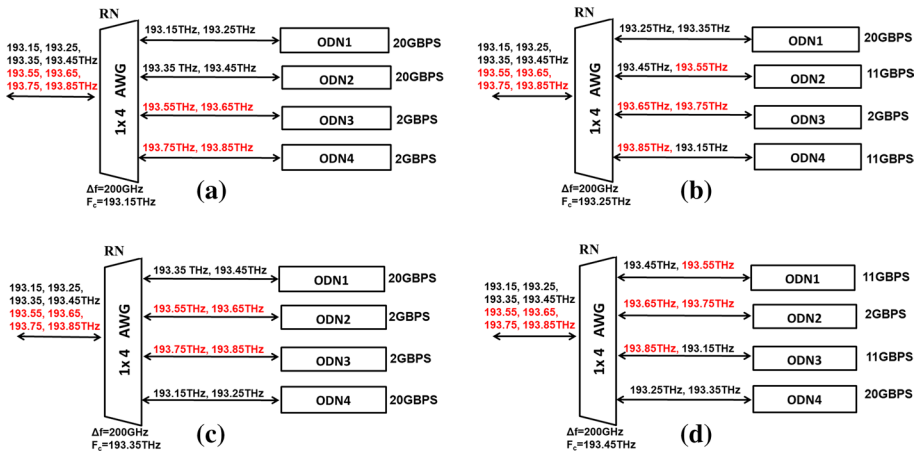 RN
193.15, 193.25,
193.35, 193.45THz
193.55, 193.65,
193.75, 193.85THz
1x 4 AWG
193.15THz, 193.25THz
ODN1
20GBPS
193.35 THz, 193.45THz
ODN2
20GBPS
193.55THz, 193.65THz
ODN3
2GBPS
193.75THz, 193.85THz
ODN4
2GBPS
Δf=200GHz
Fc=193.15THz
(a)
RN
193.15, 193.25,
193.35, 193.45THz
193.55, 193.65,
193.75, 193.85THz
1x 4 AWG
193.25THz, 193.35THz
ODN1
20GBPS
193.45THz, 193.55THz
ODN2
11GBPS
193.65THz, 193.75THz
ODN3
2GBPS
193.85THz, 193.15THz
ODN4
11GBPS
Δf=200GHz
Fc=193.25THz
(b)
RN
193.15, 193.25,
193.35, 193.45THz
193.55, 193.65,
193.75, 193.85THz
1x 4 AWG
193.35 THz, 193.45THz
ODN1
20GBPS
193.55THz, 193.65THz
ODN2
2GBPS
193.75THz, 193.85THz
ODN3
2GBPS
193.15THz, 193.25THz
ODN4
20GBPS
Δf=200GHz
Fc=193.35THz
(c)
RN
193.15, 193.25,
193.35, 193.45THz
193.55, 193.65,
193.75, 193.85THz
1x 4 AWG
193.45THz, 193.55THz
ODN1
11GBPS
193.65THz, 193.75THz
ODN2
2GBPS
193.85THz, 193.15THz
ODN3
11GBPS
193.25THz, 193.35THz
ODN4
20GBPS
Δf=200GHz
Fc=193.45THz
(d)